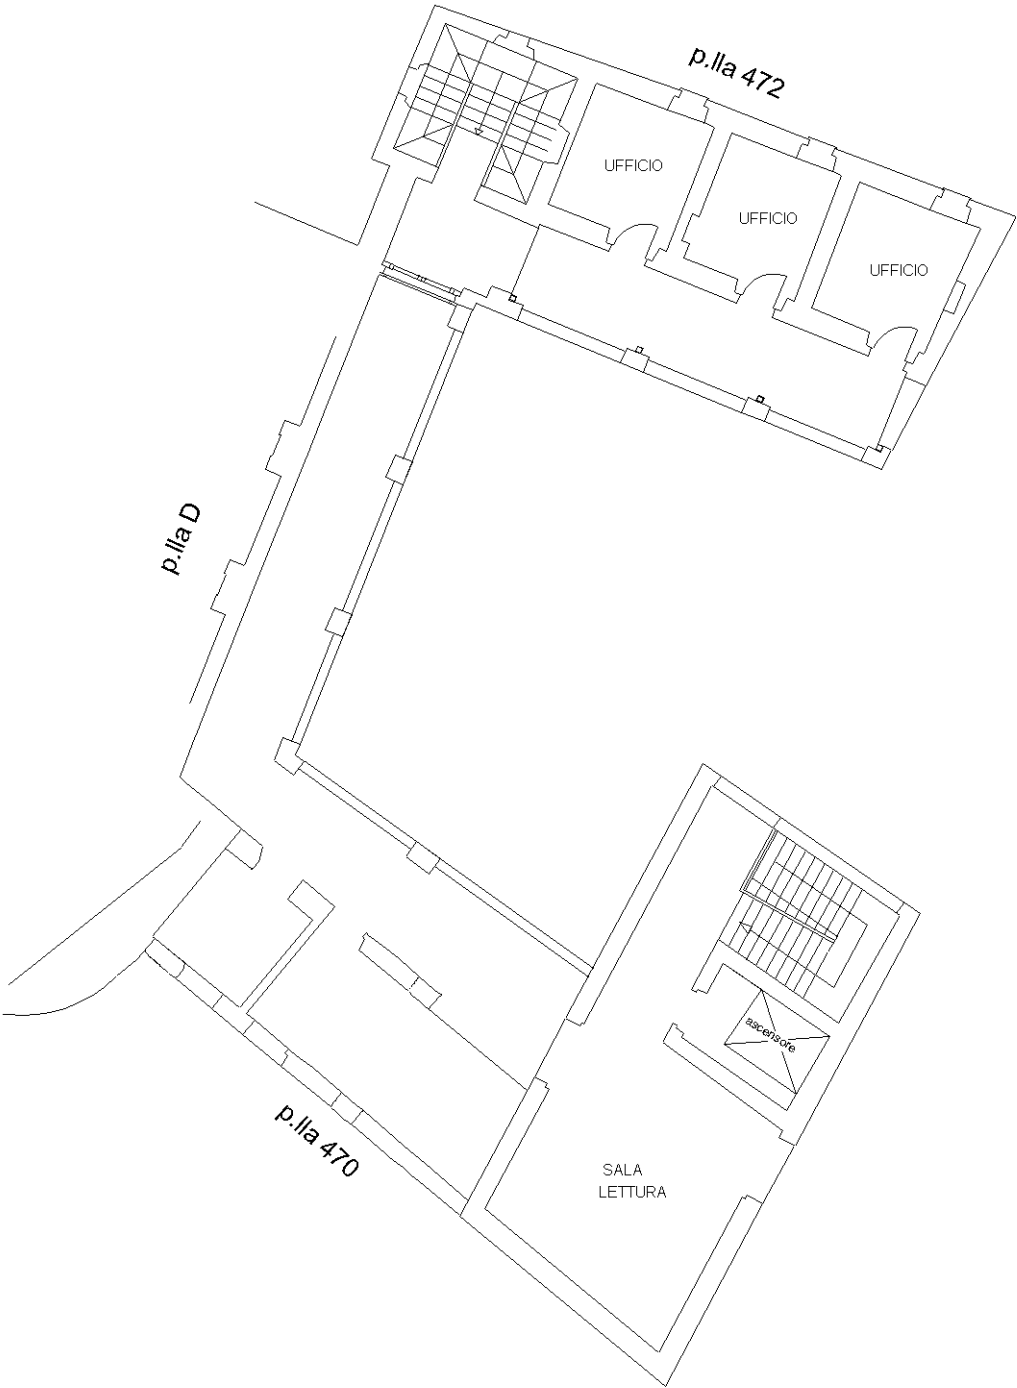 p.lla 472
UFFICIO
UFFICIO
UFFICIO
p.lla D
ascensore
p.lla 470
SALA
LETTURA